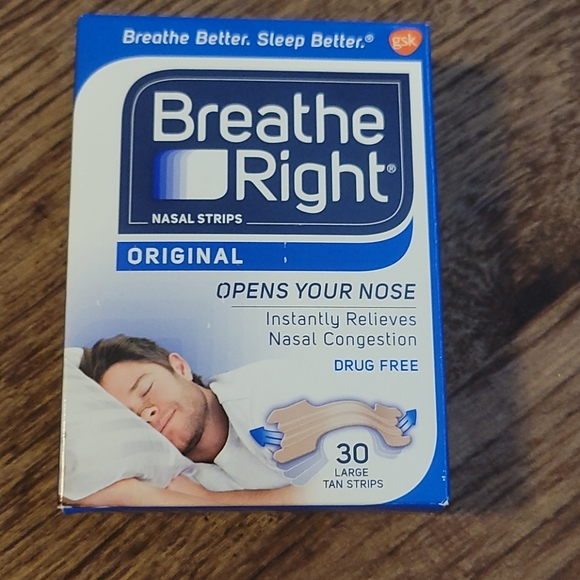 Breathe Better. Sleep Better.®
gsk
Breathe
Right®
NASAL STRIPS
ORIGINAL
OPENS YOUR NOSE
Instantly Relieves
Nasal Congestion
DRUG FREE
30
LARGE
TAN STRIPS